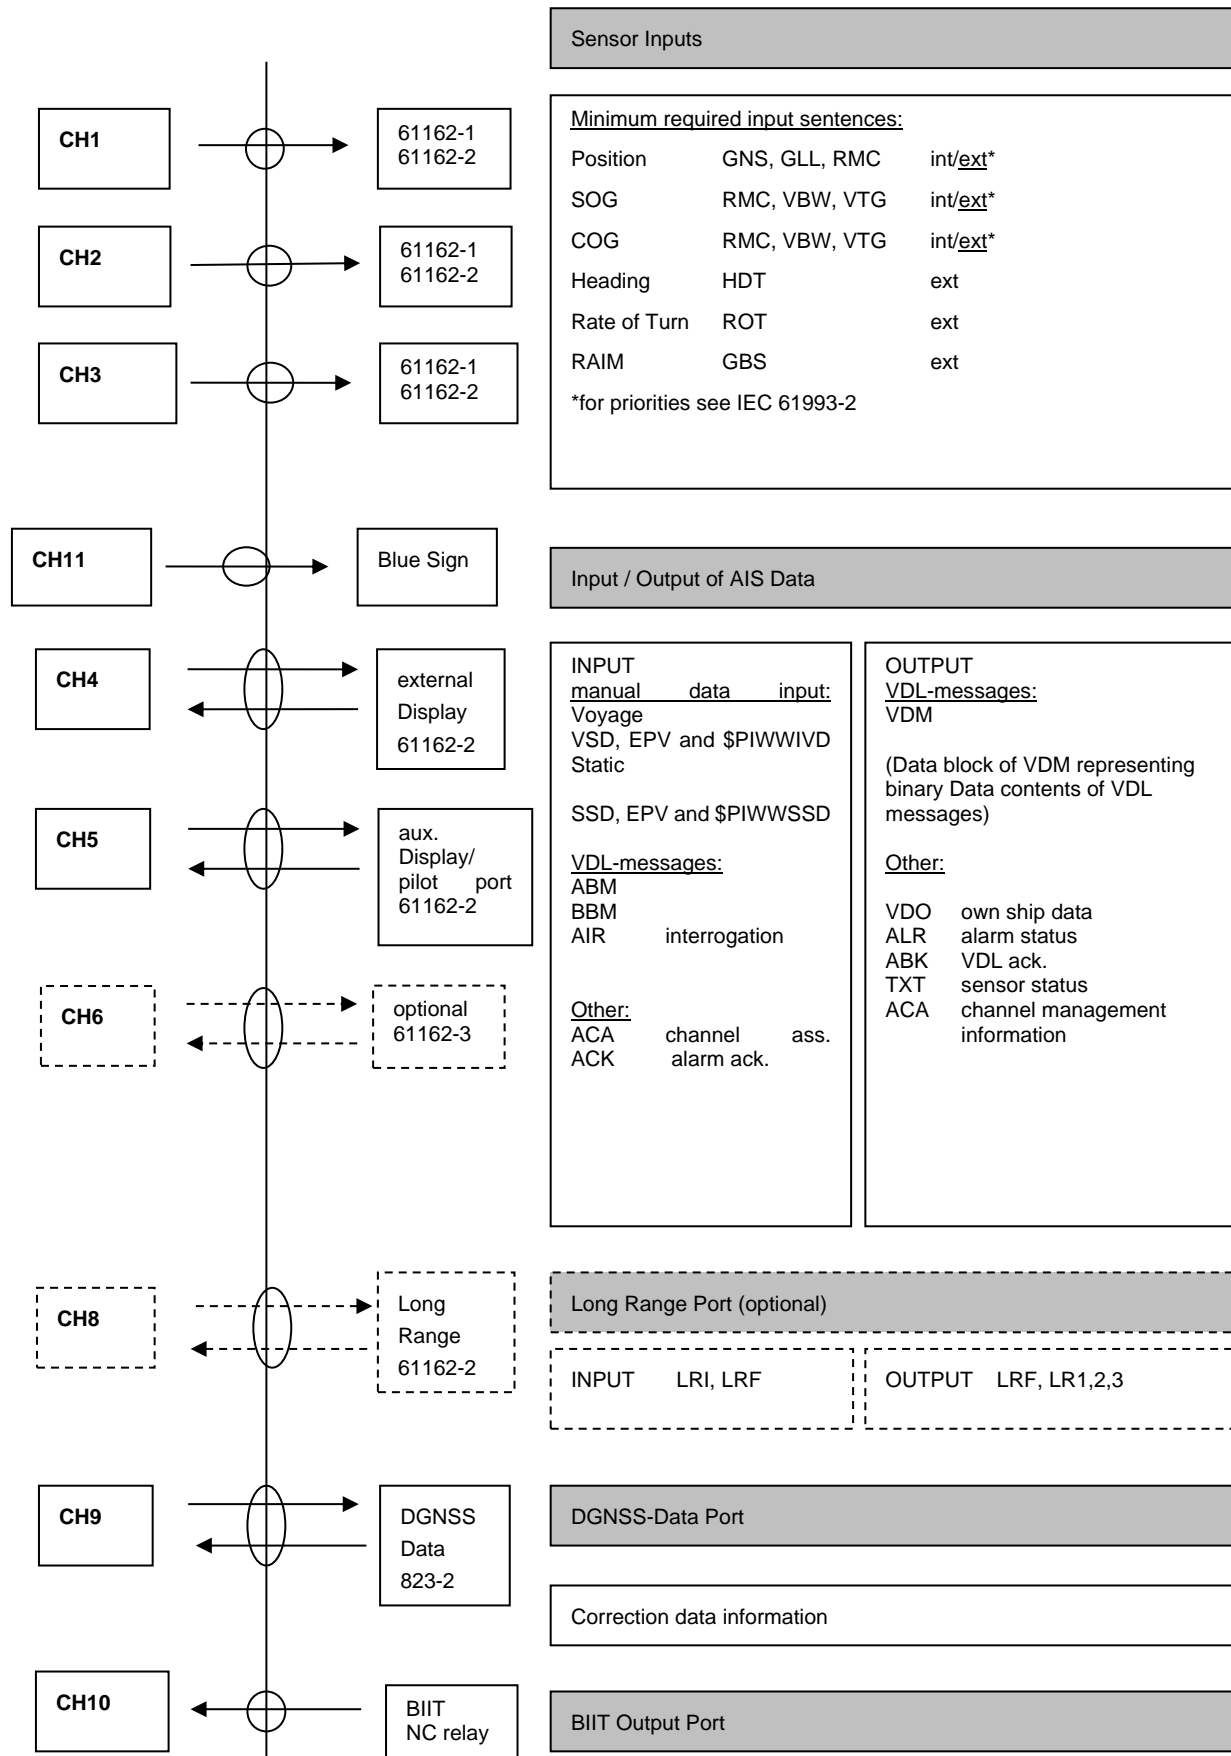 Sensor Inputs
CH1
61162-1
61162-2
CH2
61162-1
61162-2
CH3
61162-1
61162-2
Minimum required input sentences:
Position GNS, GLL, RMC int/ext*
SOG RMC, VBW, VTG int/ext*
COG RMC, VBW, VTG int/ext*
Heading HDT ext
Rate of Turn ROT ext
RAIM GBS ext
*for priorities see IEC 61993-2
CH11
Blue Sign
Input / Output of AIS Data
CH4
external
Display
61162-2
CH5
aux.
Display/
pilot port
61162-2
CH6
optional
61162-3
INPUT
manual data input:
Voyage
VSD, EPV and $PIWWIVD
Static
SSD, EPV and $PIWWSSD
VDL-messages:
ABM
BBM
AIR interrogation
Other:
ACA channel ass.
ACK alarm ack.
OUTPUT
VDL-messages:
VDM
(Data block of VDM representing
binary Data contents of VDL
messages)
Other:
VDO own ship data
ALR alarm status
ABK VDL ack.
TXT sensor status
ACA channel management
information
CH8
Long
Range
61162-2
Long Range Port (optional)
INPUT LRI, LRF
OUTPUT LRF, LR1,2,3
CH9
DGNSS
Data
823-2
DGNSS-Data Port
Correction data information
CH10
BIIT
NC relay
BIIT Output Port